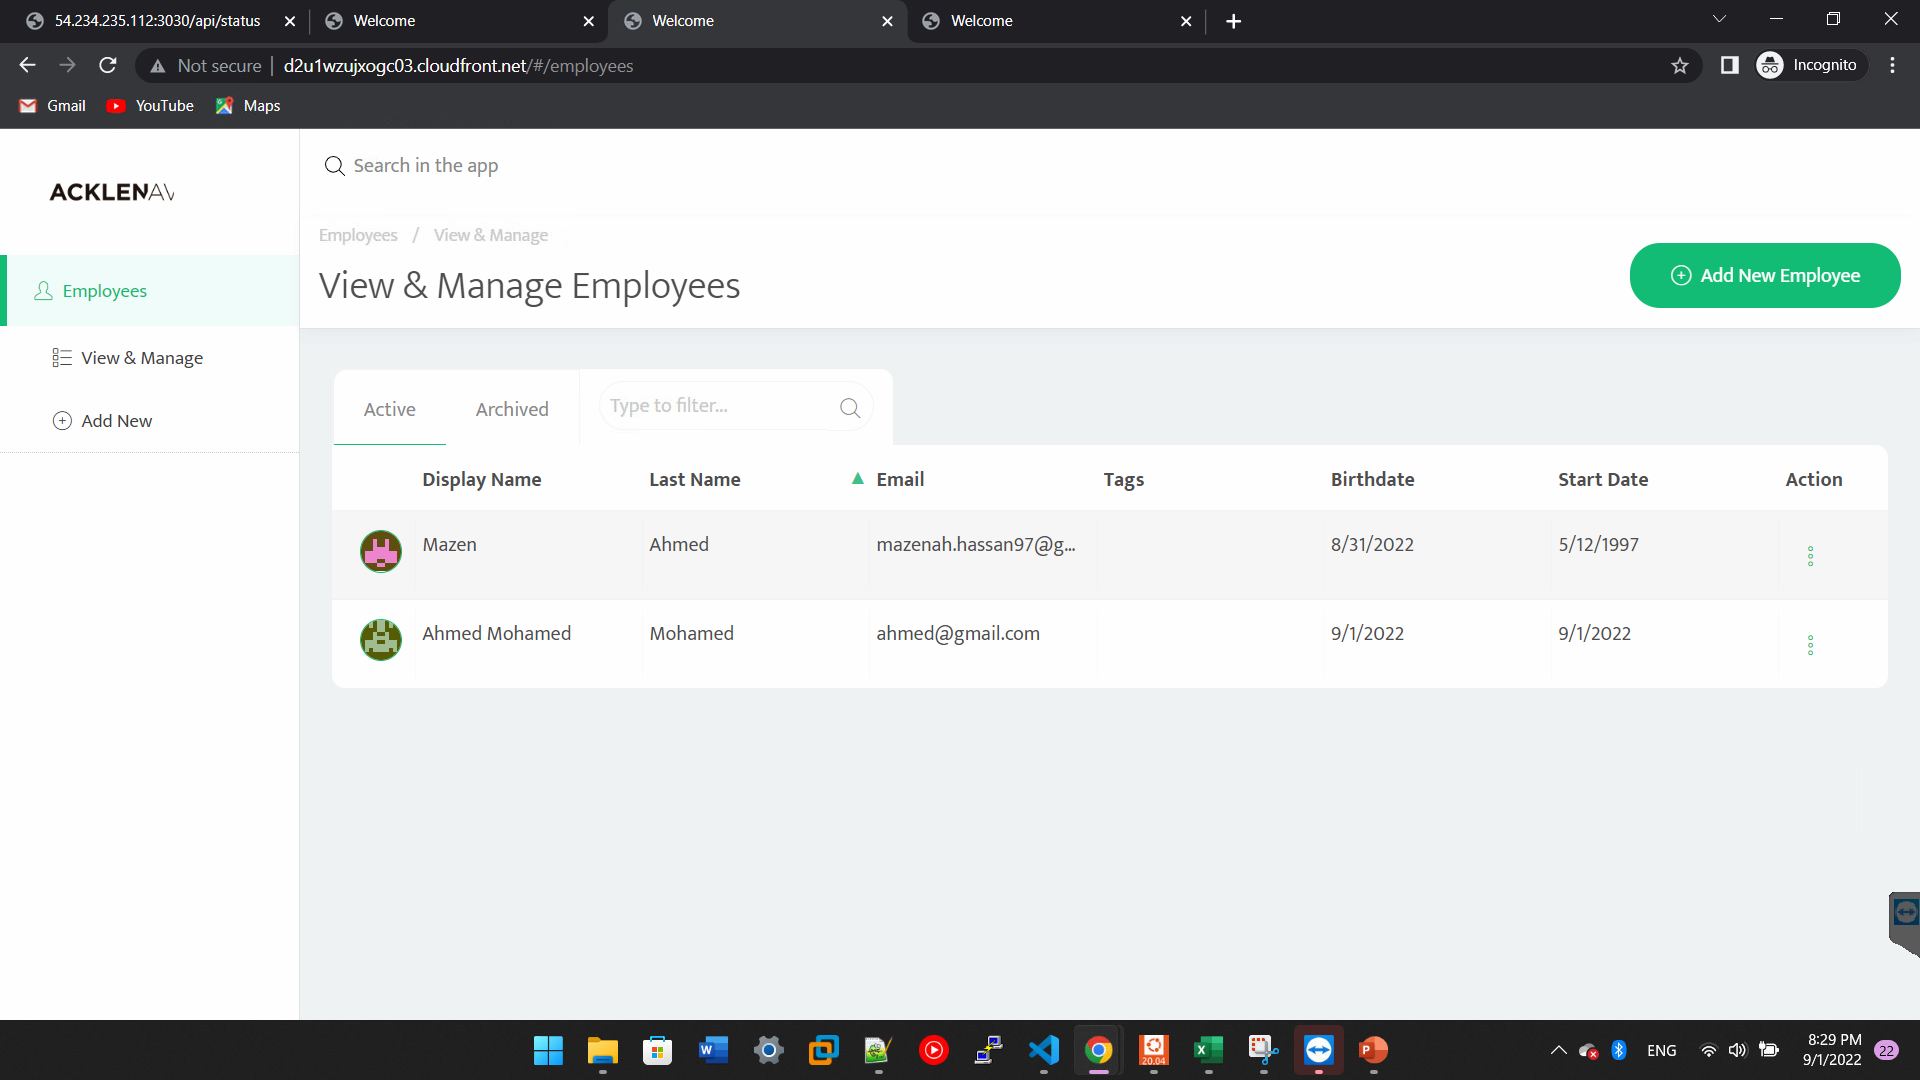 54.234.235.112:3030/api/status
Welcome
Welcome
Welcome
Not secure
d2u1wzujxogc03.cloudfront.net/#/employees
Incognito
Gmail
YouTube
Maps
ACKLENAV
Search in the app
Employees / View & Manage
View & Manage Employees
Add New Employee
Employees
View & Manage
Add New
Active
Archived
Type to filter...
Display Name Last Name Email Tags Birthdate Start Date Action
Mazen Ahmed mazenah.hassan97@g... 8/31/2022 5/12/1997
Ahmed Mohamed Mohamed ahmed@gmail.com 9/1/2022 9/1/2022
20.04
ENG
8:29 PM
9/1/2022
22